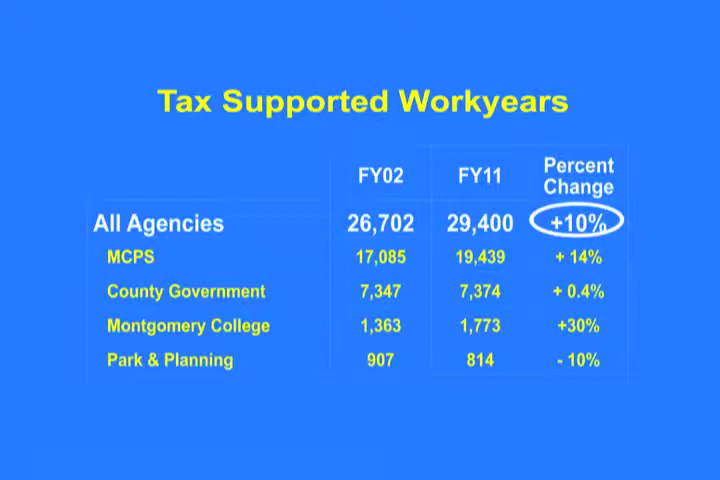 Tax Supported Workyears
FY02 FY11 Percent Change
All Agencies 26,702 29,400 +10%
MCPS 17,085 19,439 + 14%
County Government 7,347 7,374 + 0.4%
Montgomery College 1,363 1,773 +30%
Park & Planning 907 814 - 10%